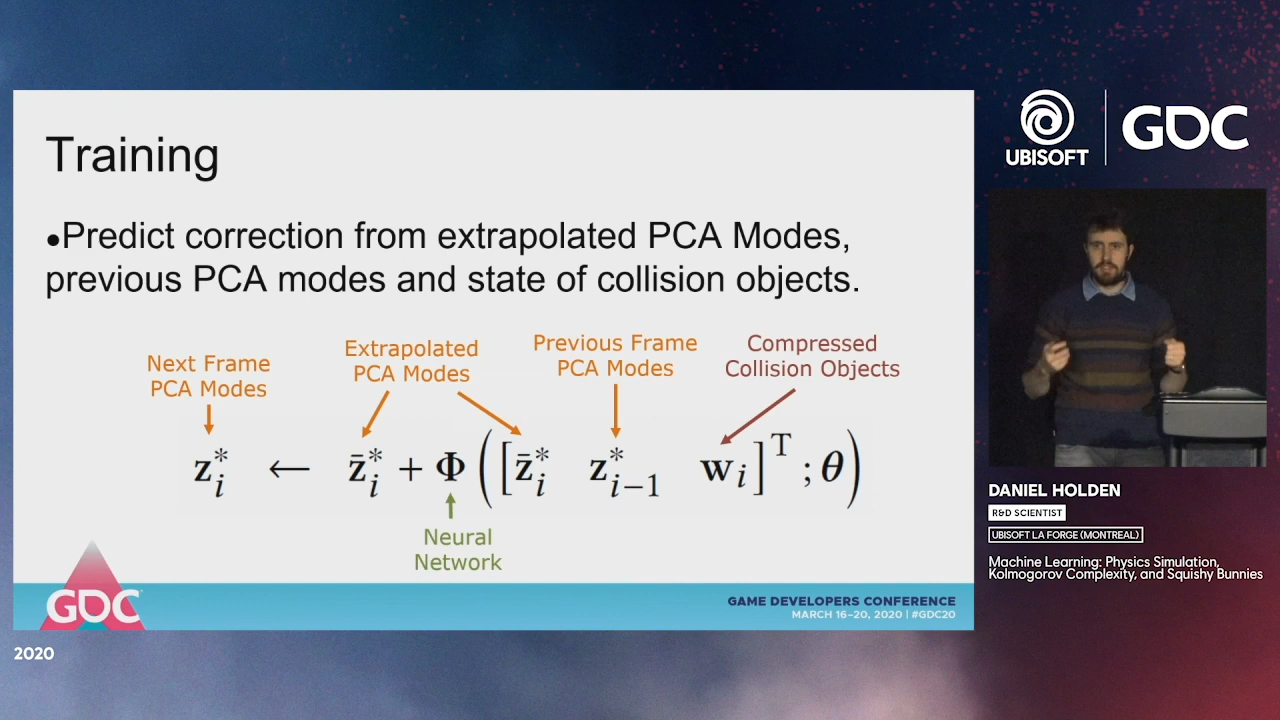 Training
•Predict correction from extrapolated PCA Modes,
previous PCA modes and state of collision objects.
Next Frame
PCA Modes
Extrapolated
PCA Modes
Previous Frame
PCA Modes
Compressed
Collision Objects
z*ᵢ ← z̄*ᵢ + Φ([z̄*ᵢ z*ᵢ₋₁ wᵢ]ᵀ; θ)
Neural
Network
GDC
GAME DEVELOPERS CONFERENCE
MARCH 16–20, 2020 | #GDC20
2020
UBISOFT
GDC
DANIEL HOLDEN
R&D SCIENTIST
UBISOFT LA FORGE (MONTREAL)
Machine Learning: Physics Simulation,
Kolmogorov Complexity, and Squishy Bunnies